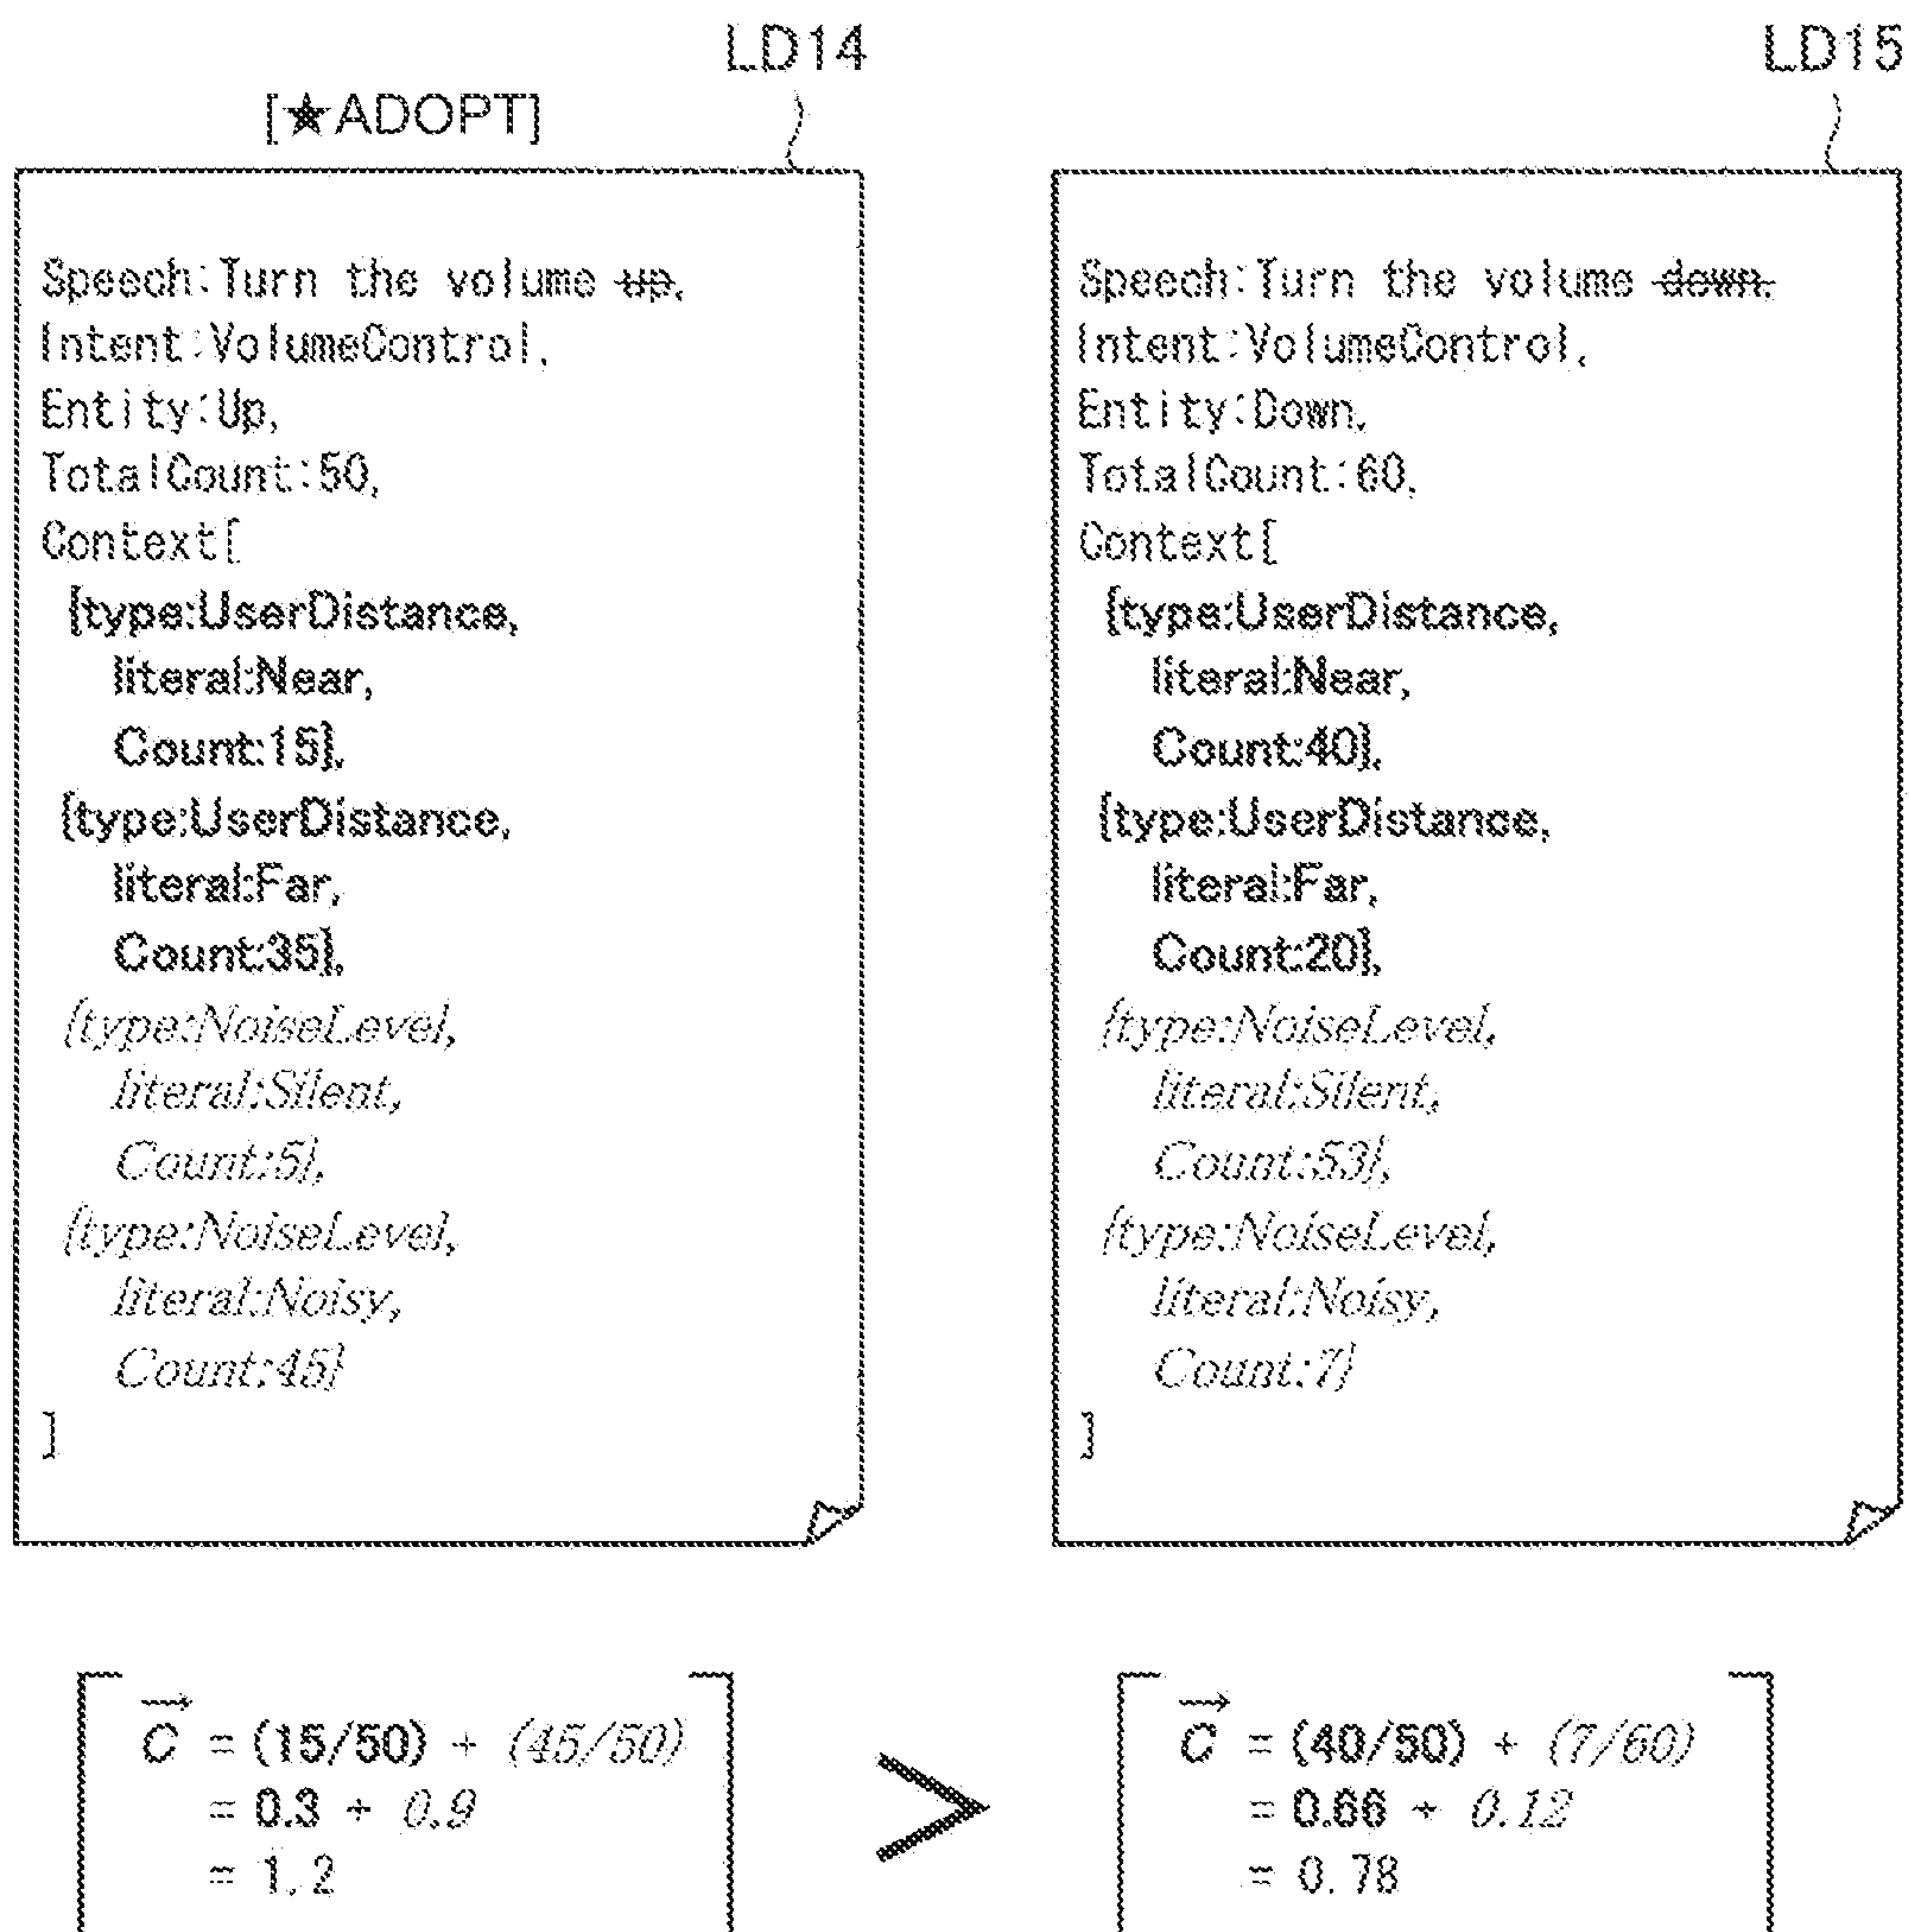 LD14
[★ADOPT]
Speech:Turn the volume up,
Intent:VolumeControl,
Entity:Up,
TotalCount:50,
Context[
{type:UserDistance,
literal:Near,
Count:15},
{type:UserDistance,
literal:Far,
Count:35},
{type:NoiseLevel,
literal:Silent,
Count:5},
{type:NoiseLevel,
literal:Noisy,
Count:45}
]
C = (15/50) + (45/50)
= 0.3 + 0.9
= 1.2
>
LD15
Speech:Turn the volume down,
Intent:VolumeControl,
Entity:Down,
TotalCount:60,
Context[
{type:UserDistance,
literal:Near,
Count:40},
{type:UserDistance,
literal:Far,
Count:20},
{type:NoiseLevel,
literal:Silent,
Count:53},
{type:NoiseLevel,
literal:Noisy,
Count:7}
]
C = (40/50) + (7/60)
= 0.66 + 0.12
= 0.78